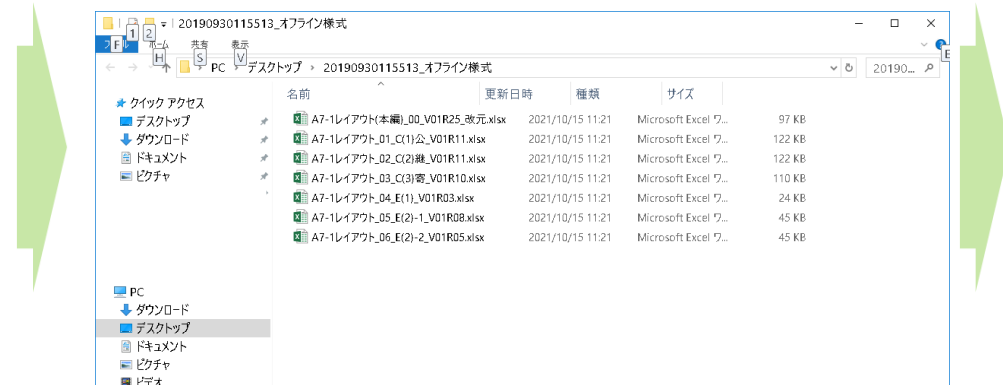 20190930115513_オフライン様式
1 2
ファイル ホーム 共有 表示
F H S V E
PC デスクトップ 20190930115513_オフライン様式 20190...
名前 更新日時 種類 サイズ
クイック アクセス
デスクトップ
ダウンロード
ドキュメント
ピクチャ
A7-1レイアウト(本編)_00_V01R25_改元.xlsx 2021/10/15 11:21 Microsoft Excel ワ... 97 KB
A7-1レイアウト_01_C(1)公_V01R11.xlsx 2021/10/15 11:21 Microsoft Excel ワ... 122 KB
A7-1レイアウト_02_C(2)継_V01R11.xlsx 2021/10/15 11:21 Microsoft Excel ワ... 122 KB
A7-1レイアウト_03_C(3)寄_V01R10.xlsx 2021/10/15 11:21 Microsoft Excel ワ... 110 KB
A7-1レイアウト_04_E(1)_V01R03.xlsx 2021/10/15 11:21 Microsoft Excel ワ... 24 KB
A7-1レイアウト_05_E(2)-1_V01R08.xlsx 2021/10/15 11:21 Microsoft Excel ワ... 45 KB
A7-1レイアウト_06_E(2)-2_V01R05.xlsx 2021/10/15 11:21 Microsoft Excel ワ... 45 KB
PC
ダウンロード
デスクトップ
ドキュメント
ピクチャ
ビデオ